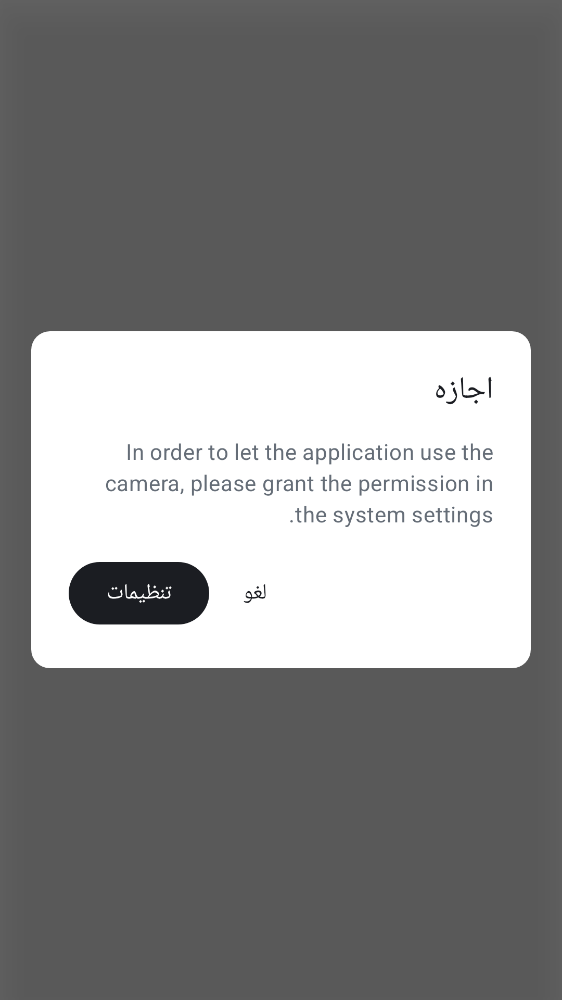 اجازه
In order to let the application use the
camera, please grant the permission in
the system settings.
لغو
تنظیمات